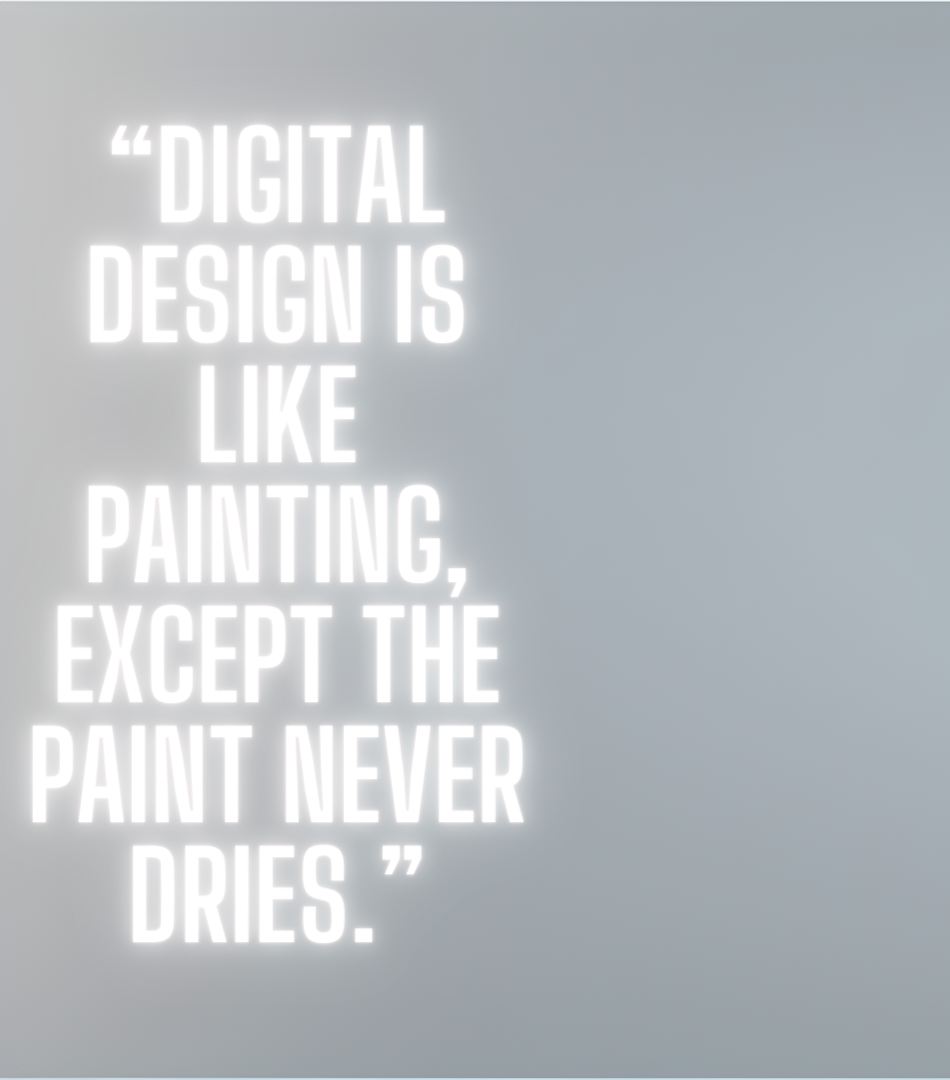 “DIGITAL
DESIGN IS
LIKE
PAINTING,
EXCEPT THE
PAINT NEVER
DRIES.”